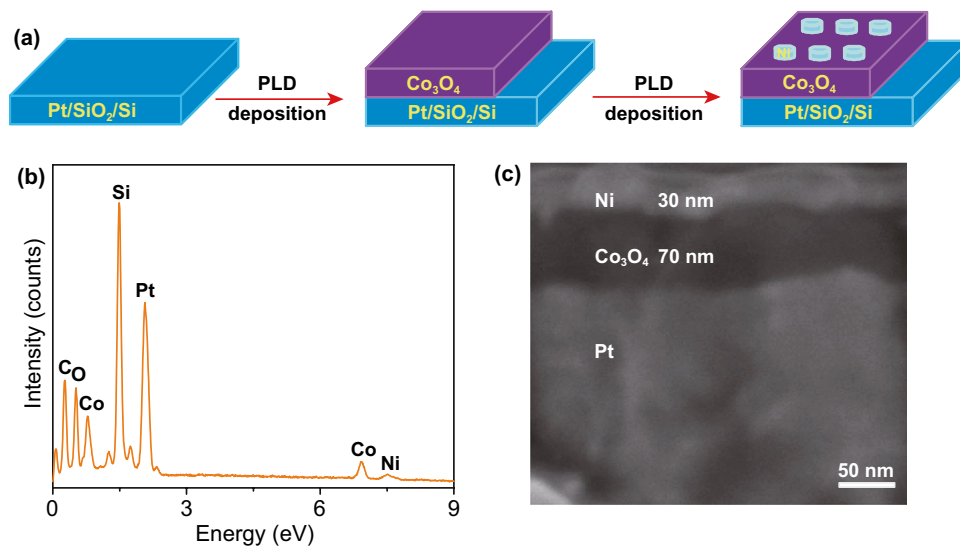 (a)
Pt/SiO₂/Si
PLD
deposition
Co₃O₄
Pt/SiO₂/Si
PLD
deposition
Ni
Co₃O₄
Pt/SiO₂/Si
(b)
Intensity (counts)
C
O
Co
Si
Pt
Co
Ni
0
3
6
9
Energy (eV)
(c)
Ni 30 nm
Co₃O₄ 70 nm
Pt
50 nm